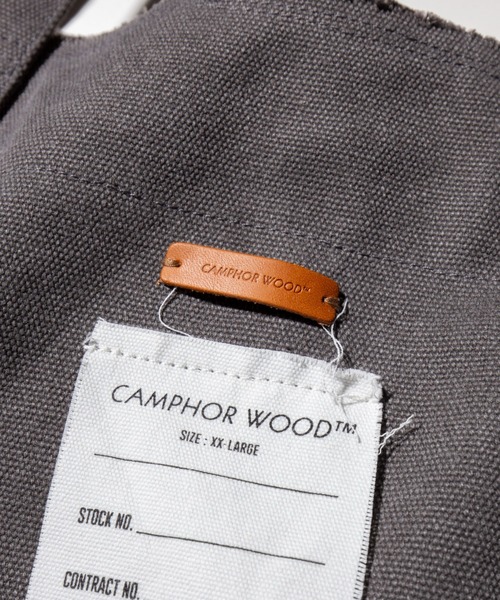 CAMPHOR WOOD™
CAMPHOR WOOD™
SIZE : XX-LARGE
STOCK NO.
CONTRACT NO.